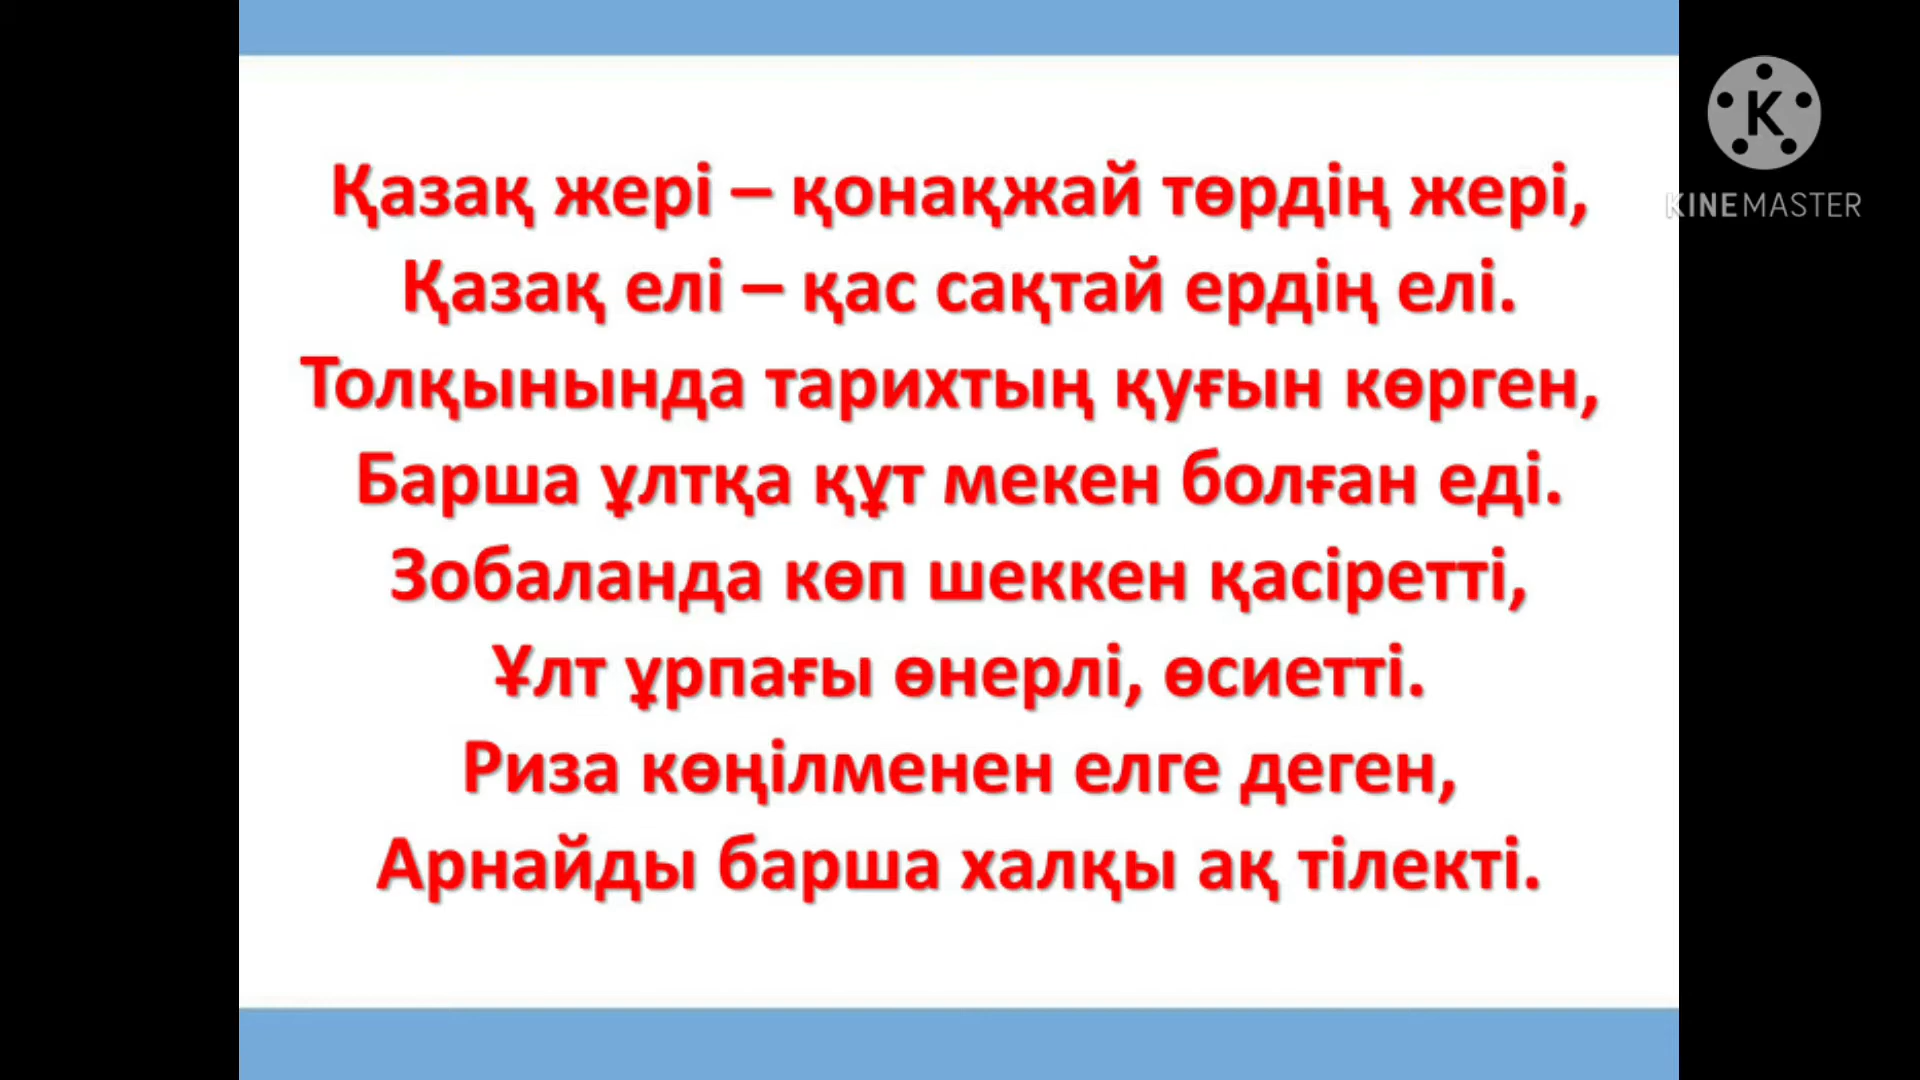 Қазақ жері – қонақжай төрдің жері,
Қазақ елі – қас сақтай ердің елі.
Толқынында тарихтың қуғын көрген,
Барша ұлтқа құт мекен болған еді.
Зобаланда көп шеккен қасіретті,
Ұлт ұрпағы өнерлі, өсиетті.
Риза көңілменен елге деген,
Арнайды барша халқы ақ тілекті.
K
KINEMASTER